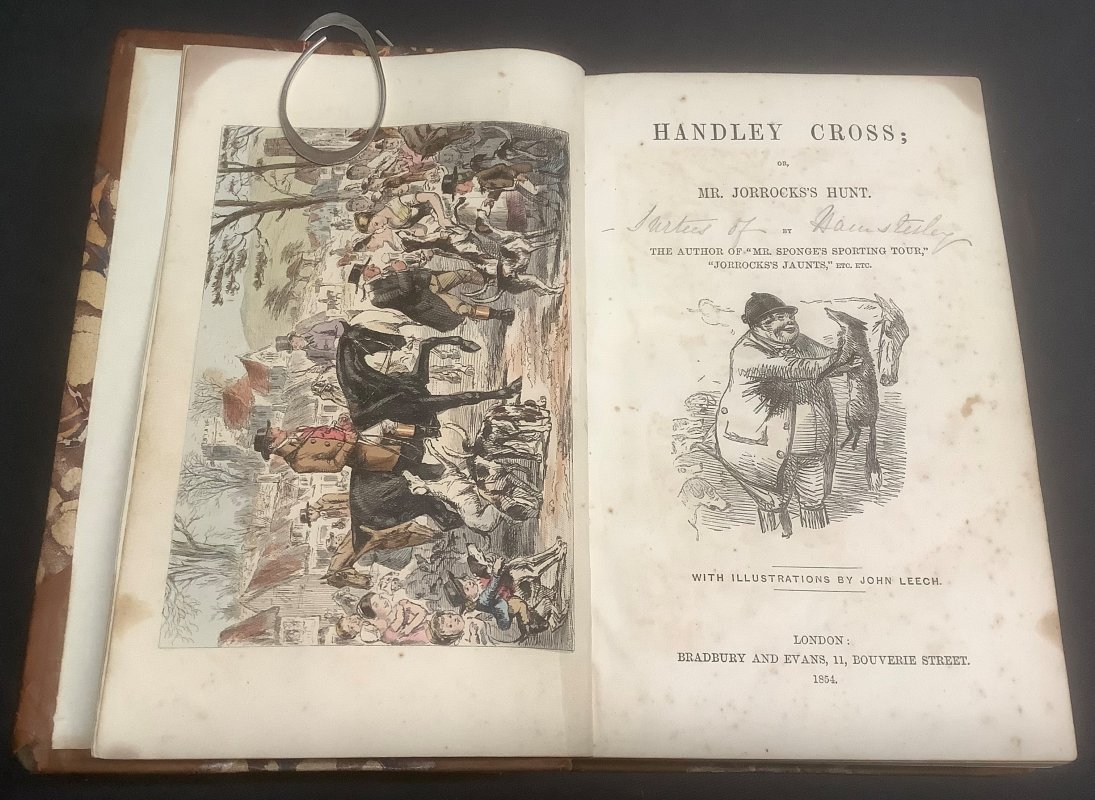 HANDLEY CROSS;
OR,
MR. JORROCKS'S HUNT.
- Surtees of Hamsterley
BY
THE AUTHOR OF "MR. SPONGE'S SPORTING TOUR,"
"JORROCKS'S JAUNTS," ETC. ETC.
WITH ILLUSTRATIONS BY JOHN LEECH.
LONDON:
BRADBURY AND EVANS, 11, BOUVERIE STREET.
1854.